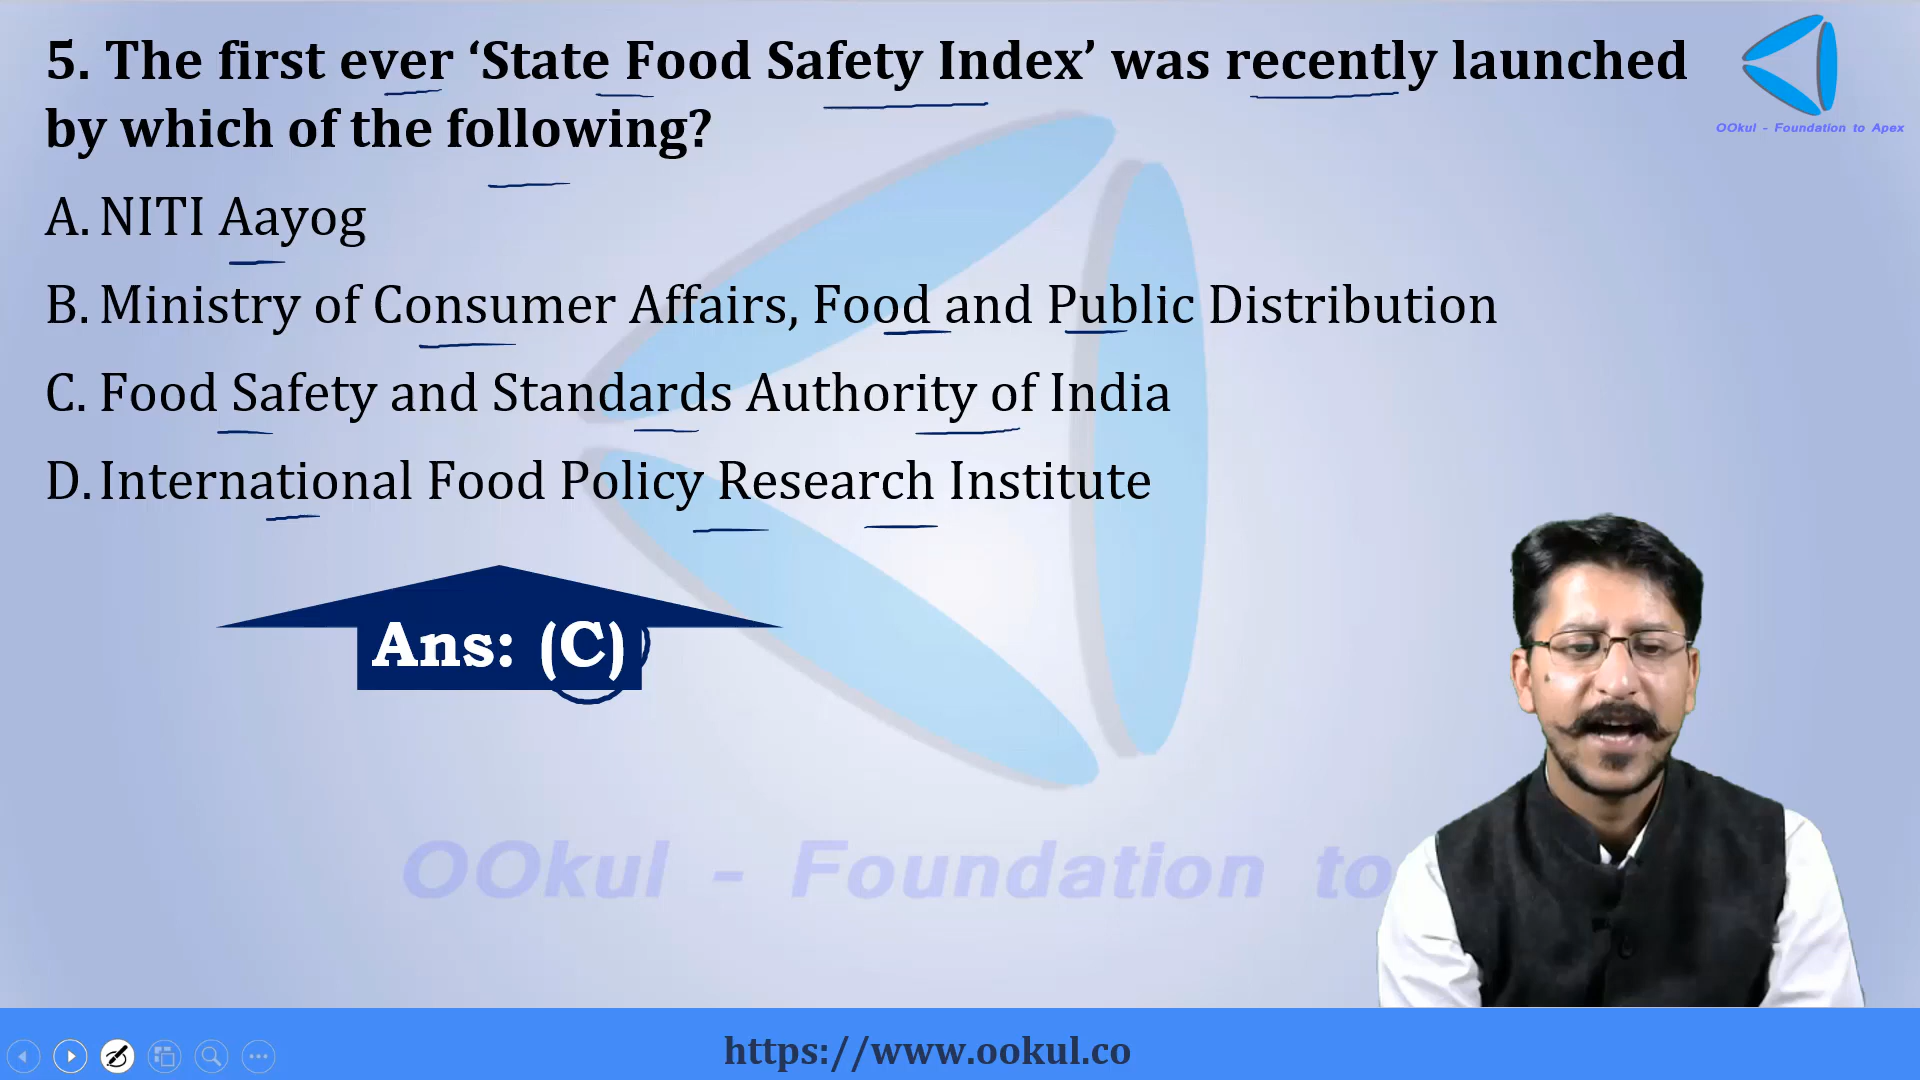 5. The first ever ‘State Food Safety Index’ was recently launched
by which of the following?
OOkul - Foundation to Apex
A. NITI Aayog
B. Ministry of Consumer Affairs, Food and Public Distribution
C. Food Safety and Standards Authority of India
D. International Food Policy Research Institute
Ans: (C)
OOkul - Foundation to
https://www.ookul.co